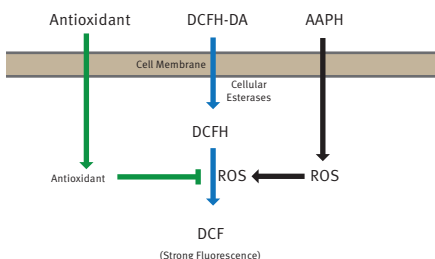 Antioxidant
DCFH-DA
AAPH
Cell Membrane
Cellular
Esterases
DCFH
Antioxidant
ROS
ROS
DCF
(Strong Fluorescence)